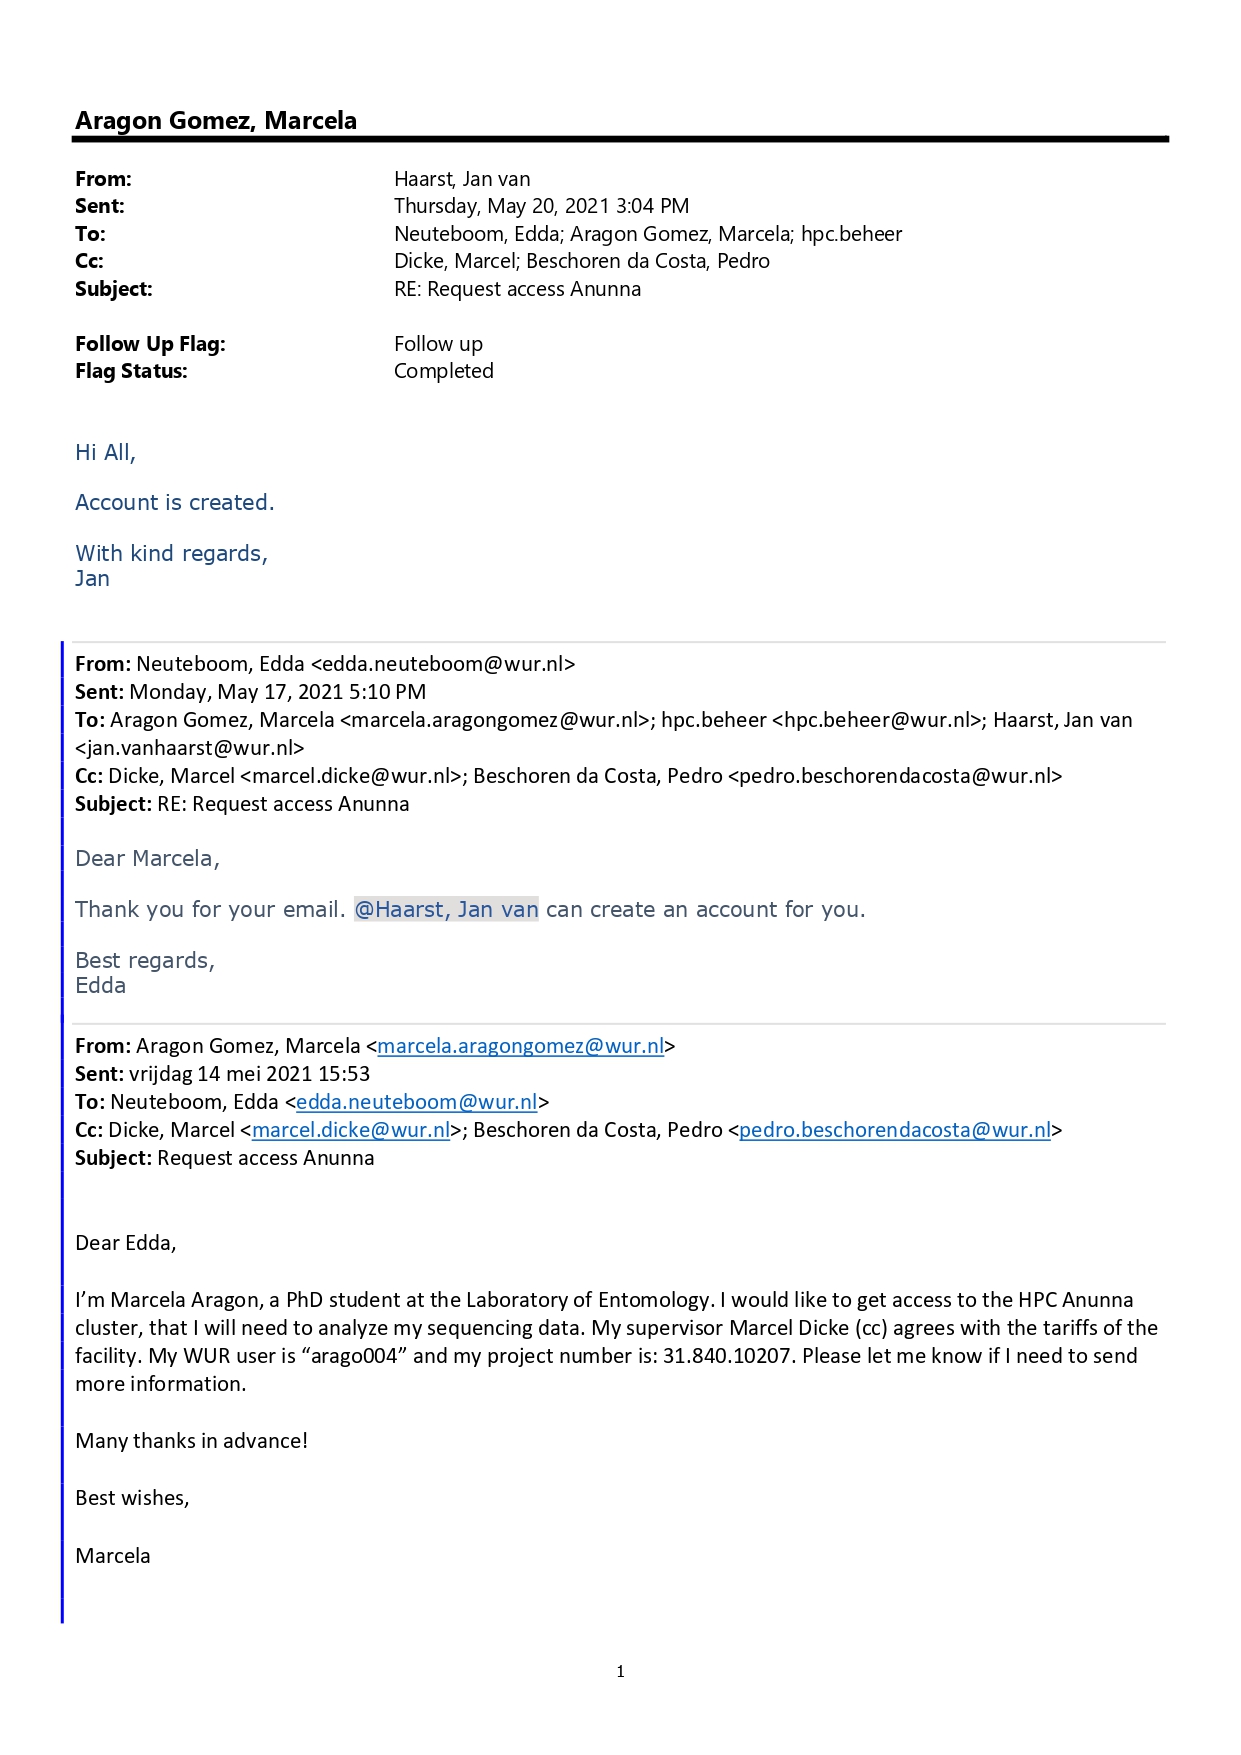 Aragon Gomez, Marcela
From: Haarst, Jan van
Sent: Thursday, May 20, 2021 3:04 PM
To: Neuteboom, Edda; Aragon Gomez, Marcela; hpc.beheer
Cc: Dicke, Marcel; Beschoren da Costa, Pedro
Subject: RE: Request access Anunna
Follow Up Flag: Follow up
Flag Status: Completed
Hi All,
Account is created.
With kind regards,
Jan
From: Neuteboom, Edda <edda.neuteboom@wur.nl>
Sent: Monday, May 17, 2021 5:10 PM
To: Aragon Gomez, Marcela <marcela.aragongomez@wur.nl>; hpc.beheer <hpc.beheer@wur.nl>; Haarst, Jan van
<jan.vanhaarst@wur.nl>
Cc: Dicke, Marcel <marcel.dicke@wur.nl>; Beschoren da Costa, Pedro <pedro.beschorendacosta@wur.nl>
Subject: RE: Request access Anunna
Dear Marcela,
Thank you for your email. @Haarst, Jan van can create an account for you.
Best regards,
Edda
From: Aragon Gomez, Marcela <marcela.aragongomez@wur.nl>
Sent: vrijdag 14 mei 2021 15:53
To: Neuteboom, Edda <edda.neuteboom@wur.nl>
Cc: Dicke, Marcel <marcel.dicke@wur.nl>; Beschoren da Costa, Pedro <pedro.beschorendacosta@wur.nl>
Subject: Request access Anunna
Dear Edda,
I’m Marcela Aragon, a PhD student at the Laboratory of Entomology. I would like to get access to the HPC Anunna
cluster, that I will need to analyze my sequencing data. My supervisor Marcel Dicke (cc) agrees with the tariffs of the
facility. My WUR user is “arago004” and my project number is: 31.840.10207. Please let me know if I need to send
more information.
Many thanks in advance!
Best wishes,
Marcela
1